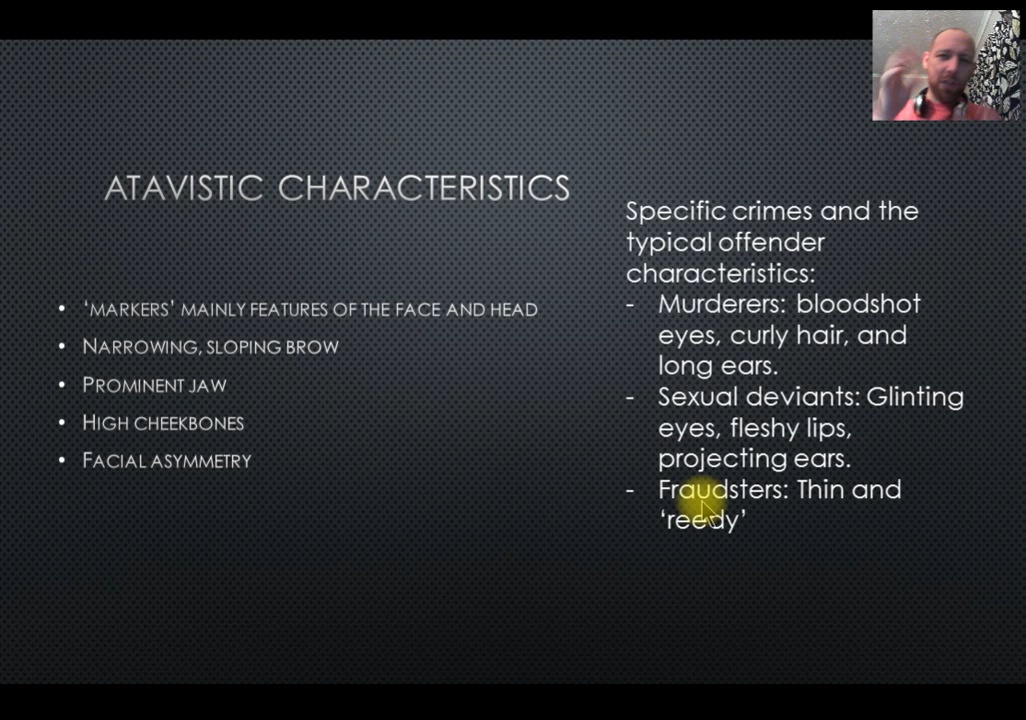 ATAVISTIC CHARACTERISTICS
• ‘MARKERS’ MAINLY FEATURES OF THE FACE AND HEAD
• NARROWING, SLOPING BROW
• PROMINENT JAW
• HIGH CHEEKBONES
• FACIAL ASYMMETRY
Specific crimes and the
typical offender
characteristics:
- Murderers: bloodshot
eyes, curly hair, and
long ears.
- Sexual deviants: Glinting
eyes, fleshy lips,
projecting ears.
- Fraudsters: Thin and
‘reedy’